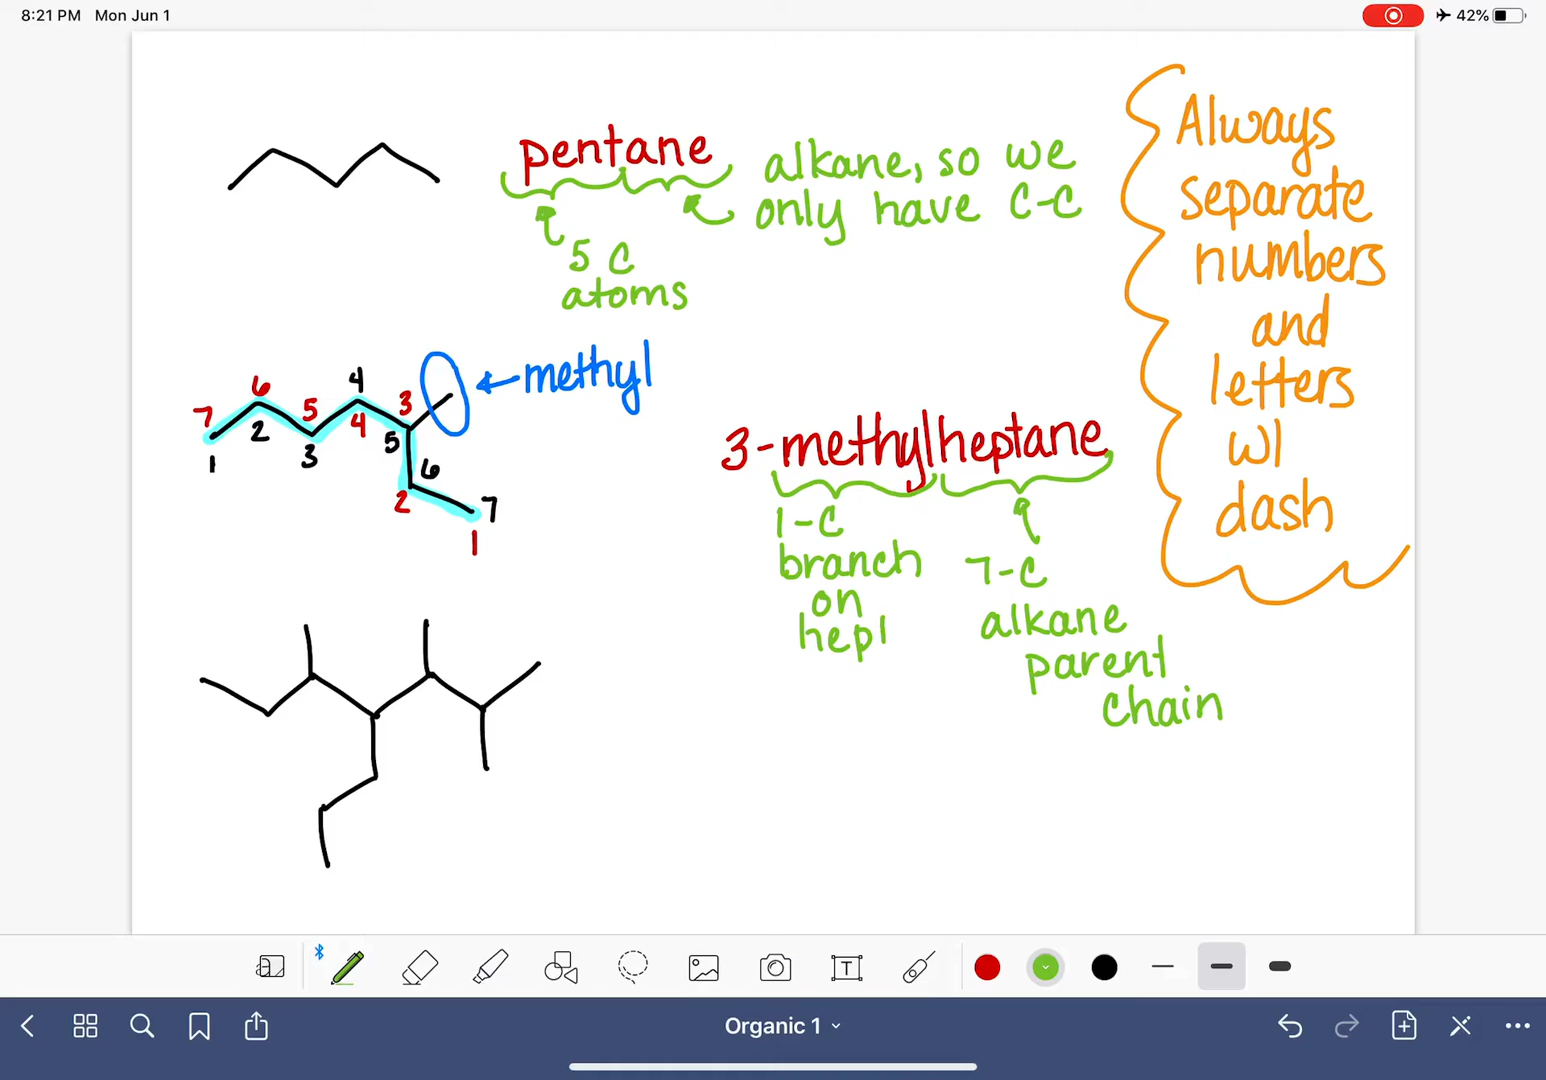 8:21 PM Mon Jun 1
42%
pentane
alkane, so we
only have C-C
5 C
atoms
Always
separate
numbers
and
letters
w/
dash
methyl
7 6 5 4 3
1 2 3 4 5 6
2 7
1
3-methylheptane
1-C
branch
on
hepl
7-C
alkane
parent
chain
T
Organic 1